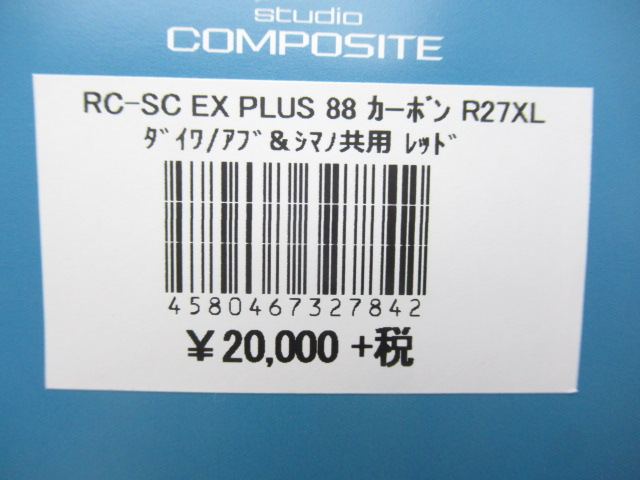 studio
COMPOSITE
RC-SC EX PLUS 88 カーボン R27XL
ダイワ/アブ&シマノ共用 レッド
4580467327842
¥20,000 +税